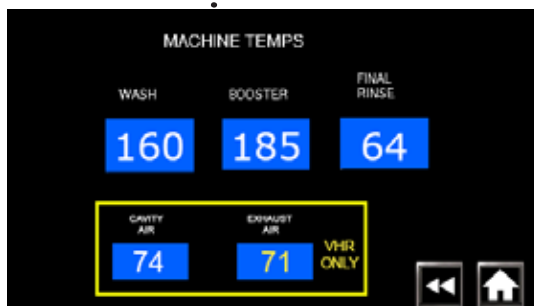 MACHINE TEMPS
WASH
BOOSTER
FINAL
RINSE
160
185
64
CAVITY
AIR
EXHAUST
AIR
74
71
VHR
ONLY